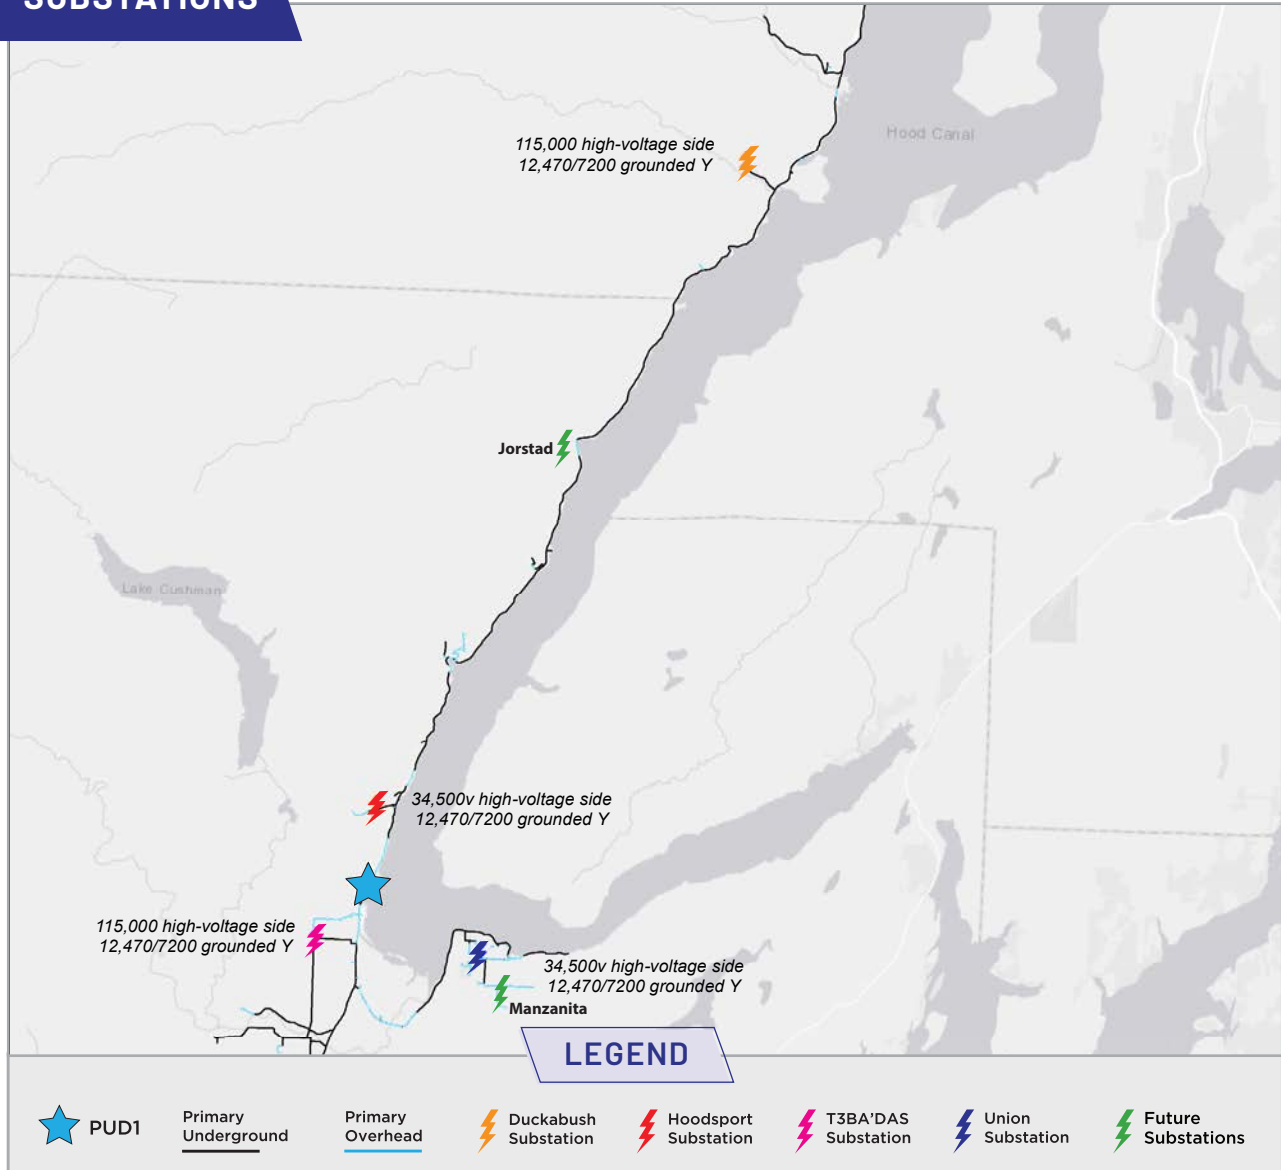 SUBSTATIONS
Hood Canal
115,000 high-voltage side
12,470/7200 grounded Y
Jorstad
Lake Cushman
34,500v high-voltage side
12,470/7200 grounded Y
115,000 high-voltage side
12,470/7200 grounded Y
34,500v high-voltage side
12,470/7200 grounded Y
Manzanita
LEGEND
PUD1
Primary
Underground
Primary
Overhead
Duckabush
Substation
Hoodsport
Substation
T3BA'DAS
Substation
Union
Substation
Future
Substations